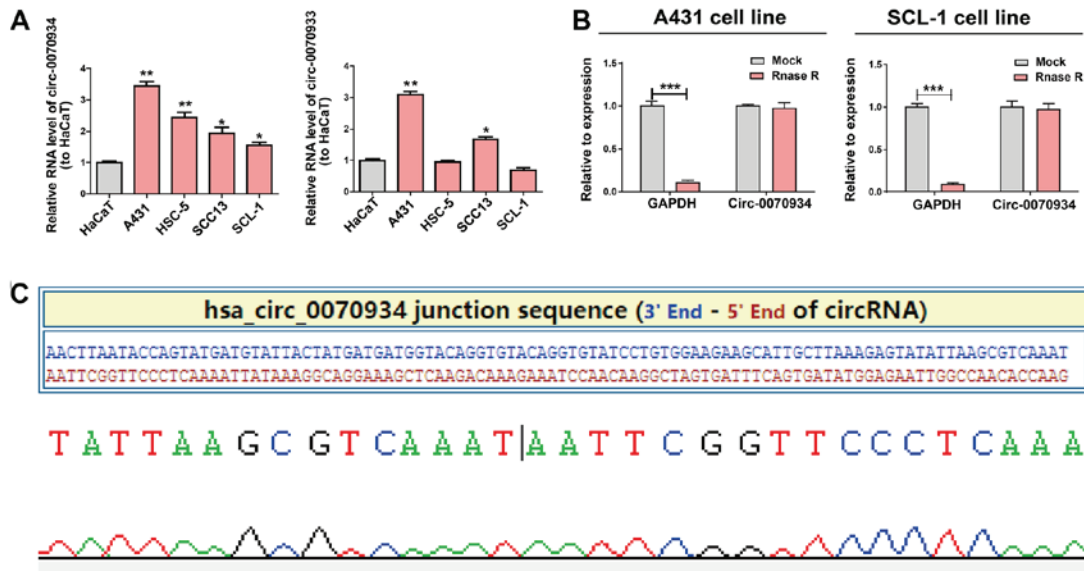 A
Relative RNA level of circ-0070934
(to HaCaT)
4
3
2
1
0
** ** * *
HaCaT A431 HSC-5 SCC13 SCL-1
Relative RNA level of circ-0070933
(to HaCaT)
4
3
2
1
0
** *
HaCaT A431 HSC-5 SCC13 SCL-1
B
A431 cell line
Relative to expression
1.5
1.0
0.5
0.0
***
Mock
Rnase R
GAPDH Circ-0070934
SCL-1 cell line
Relative to expression
1.5
1.0
0.5
0.0
***
Mock
Rnase R
GAPDH Circ-0070934
C
hsa_circ_0070934 junction sequence (3' End - 5' End of circRNA)
AACTTAATACCAGTATGATGTATTACTATGATGATGGTACAGGTGTACAGGTGTATCCTGTGGAAGAAGCATTGCTTAAAGAGTATATTAAGCGTCAAAT
AATTCGGTTCCCTCAAAATTATAAAGGCAGGAAAGCTCAAGACAAAGAAATCCAACAAGGCTAGTGATTTCAGTGATATGGAGAATTGGCCAACACCAAG
T A T T A A G C G T C A A A T | A A T T C G G T T C C C T C A A A